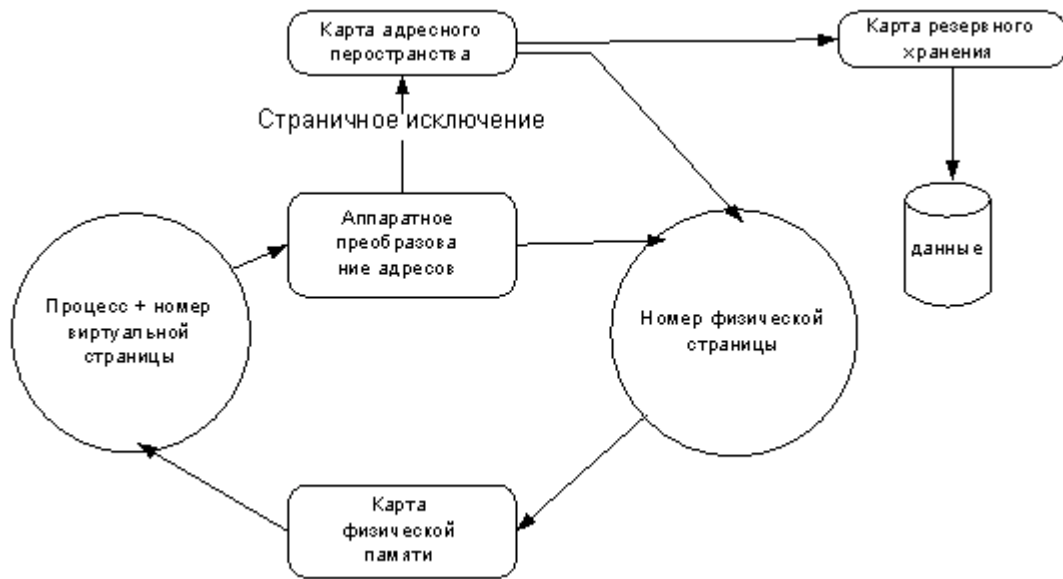 Карта адресного
пеространства
Карта резервного
хранения
Страничное исключение
Аппаратное
преобразова
ние адресов
данные
Процесс + номер
виртуальной
страницы
Номер физической
страницы
Карта
физической
памяти